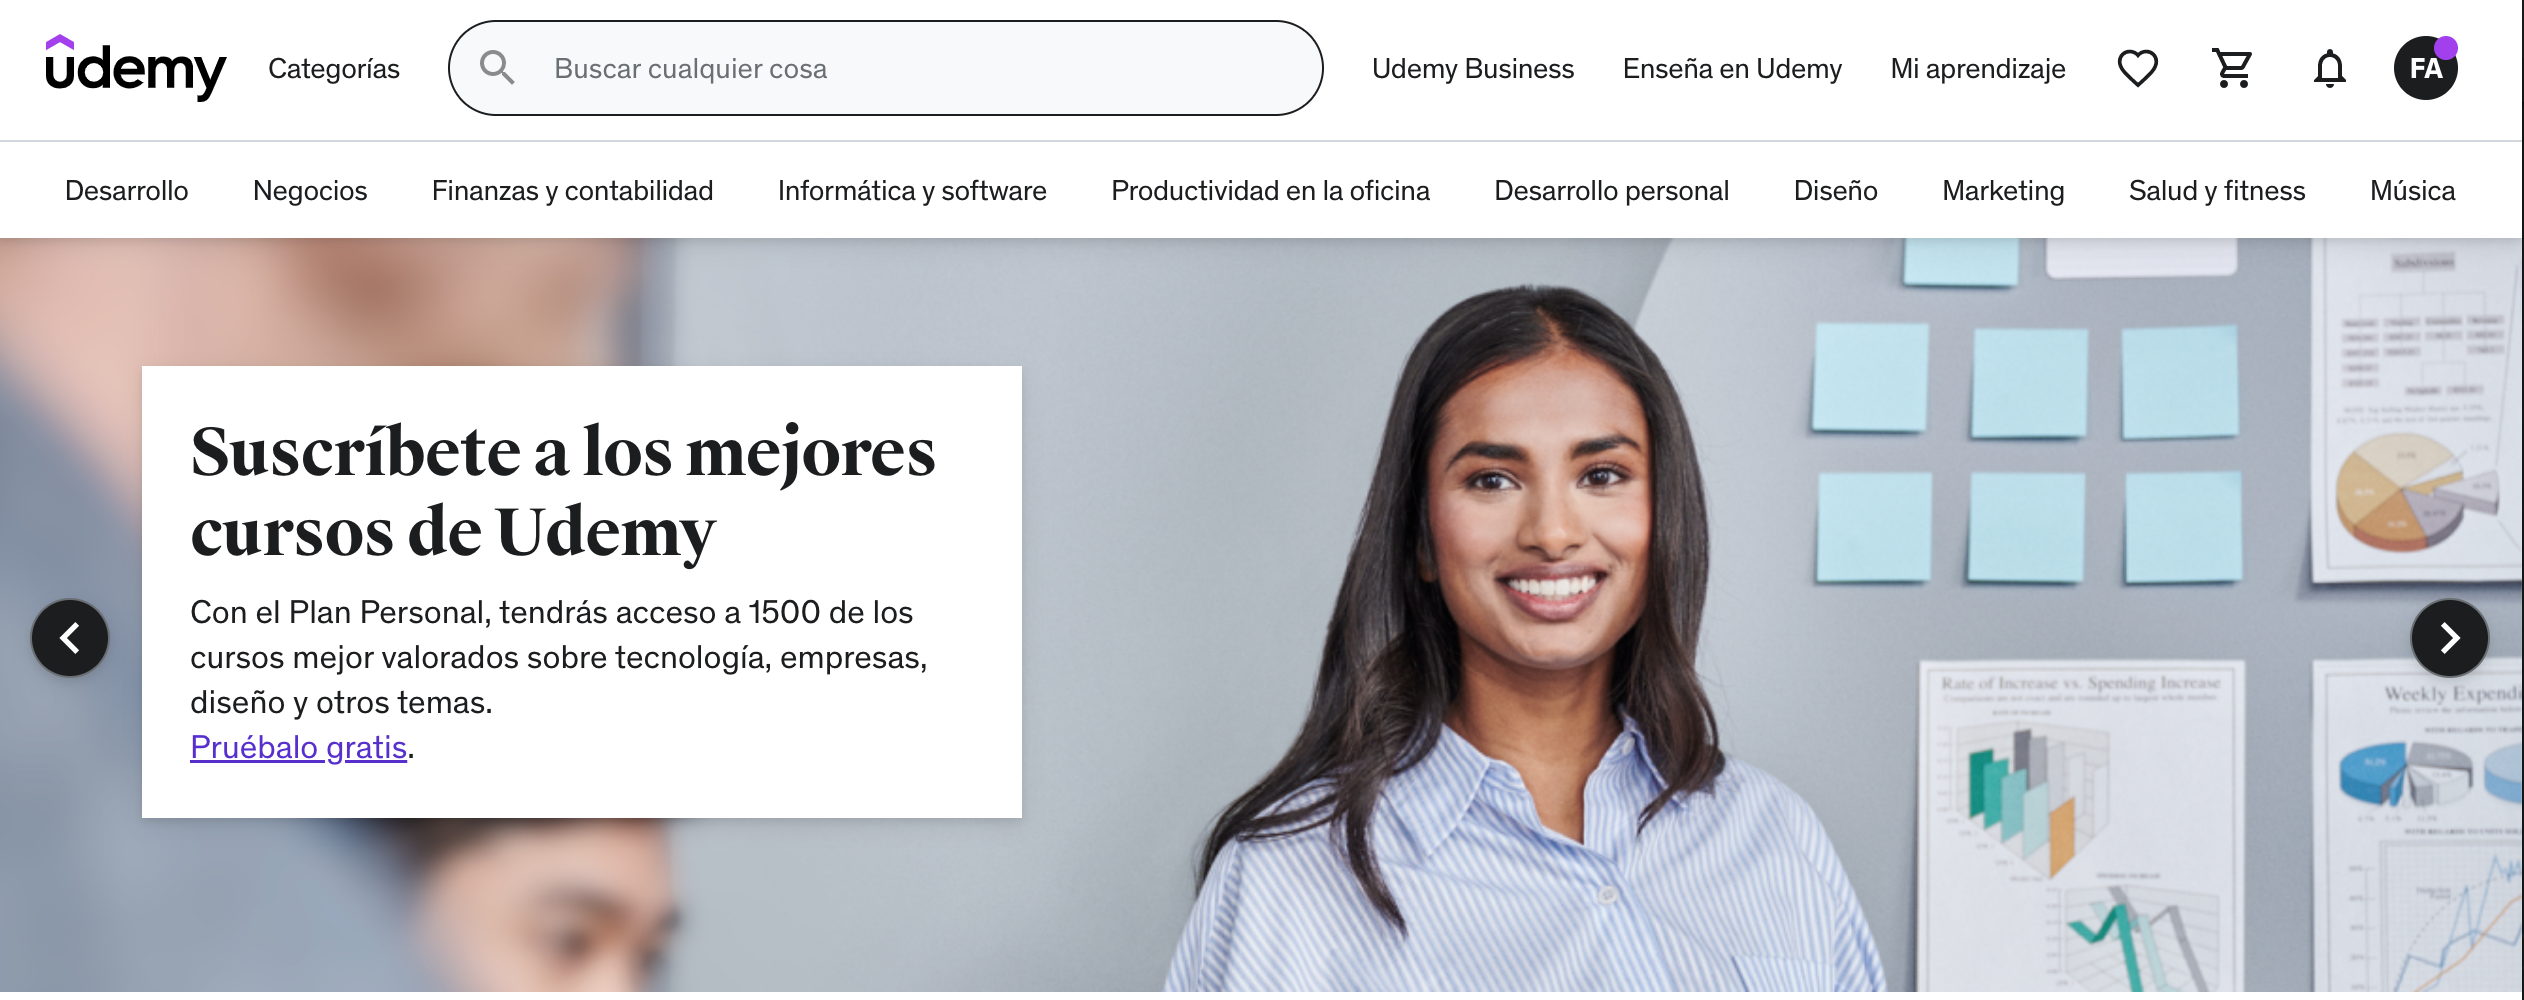 udemy
Categorías
Buscar cualquier cosa
Udemy Business
Enseña en Udemy
Mi aprendizaje
FA
Desarrollo
Negocios
Finanzas y contabilidad
Informática y software
Productividad en la oficina
Desarrollo personal
Diseño
Marketing
Salud y fitness
Música
Suscríbete a los mejores
cursos de Udemy
Con el Plan Personal, tendrás acceso a 1500 de los
cursos mejor valorados sobre tecnología, empresas,
diseño y otros temas.
Pruébalo gratis.
Subdivisions
Rate of Increase vs. Spending Increase
Weekly